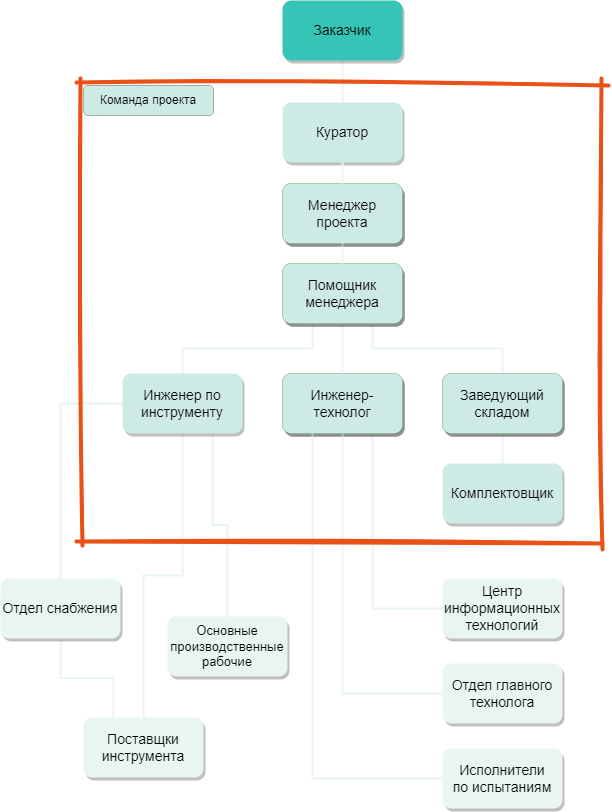 Заказчик
Команда проекта
Куратор
Менеджер
проекта
Помощник
менеджера
Инженер по
инструменту
Инженер-
технолог
Заведующий
складом
Комплектовщик
Отдел снабжения
Основные
производственные
рабочие
Центр
информационных
технологий
Отдел главного
технолога
Поставщки
инструмента
Исполнители
по испытаниям